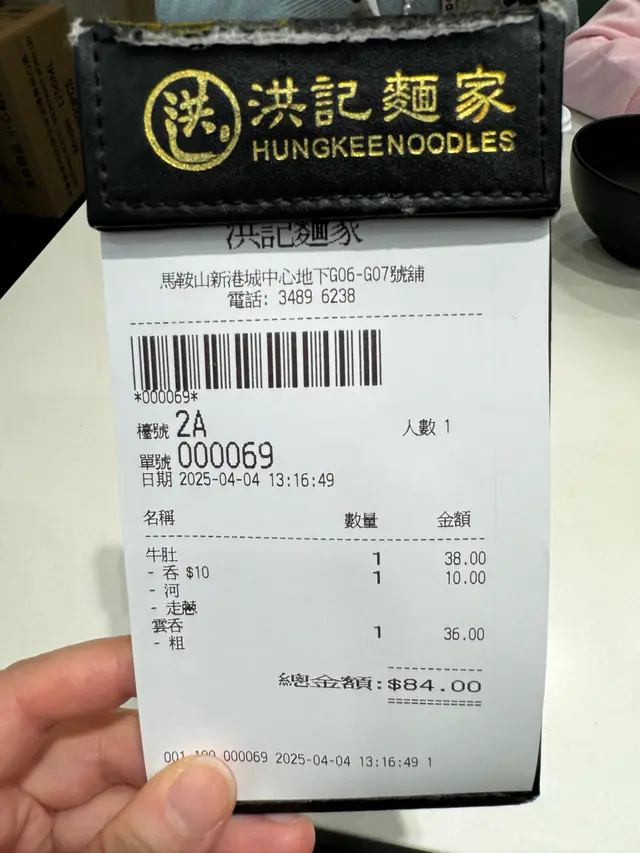 洪記麵家
HUNGKEENOODLES
洪記麵家
馬鞍山新港城中心地下G06-G07號舖
電話: 3489 6238
*000069*
檯號 2A 人數 1
單號 000069
日期 2025-04-04 13:16:49
名稱 數量 金額
牛肚 1 38.00
- 吞 $10 1 10.00
- 河
- 走蔥
雲吞 1 36.00
- 粗
總金額:$84.00
001 100 000069 2025-04-04 13:16:49 1